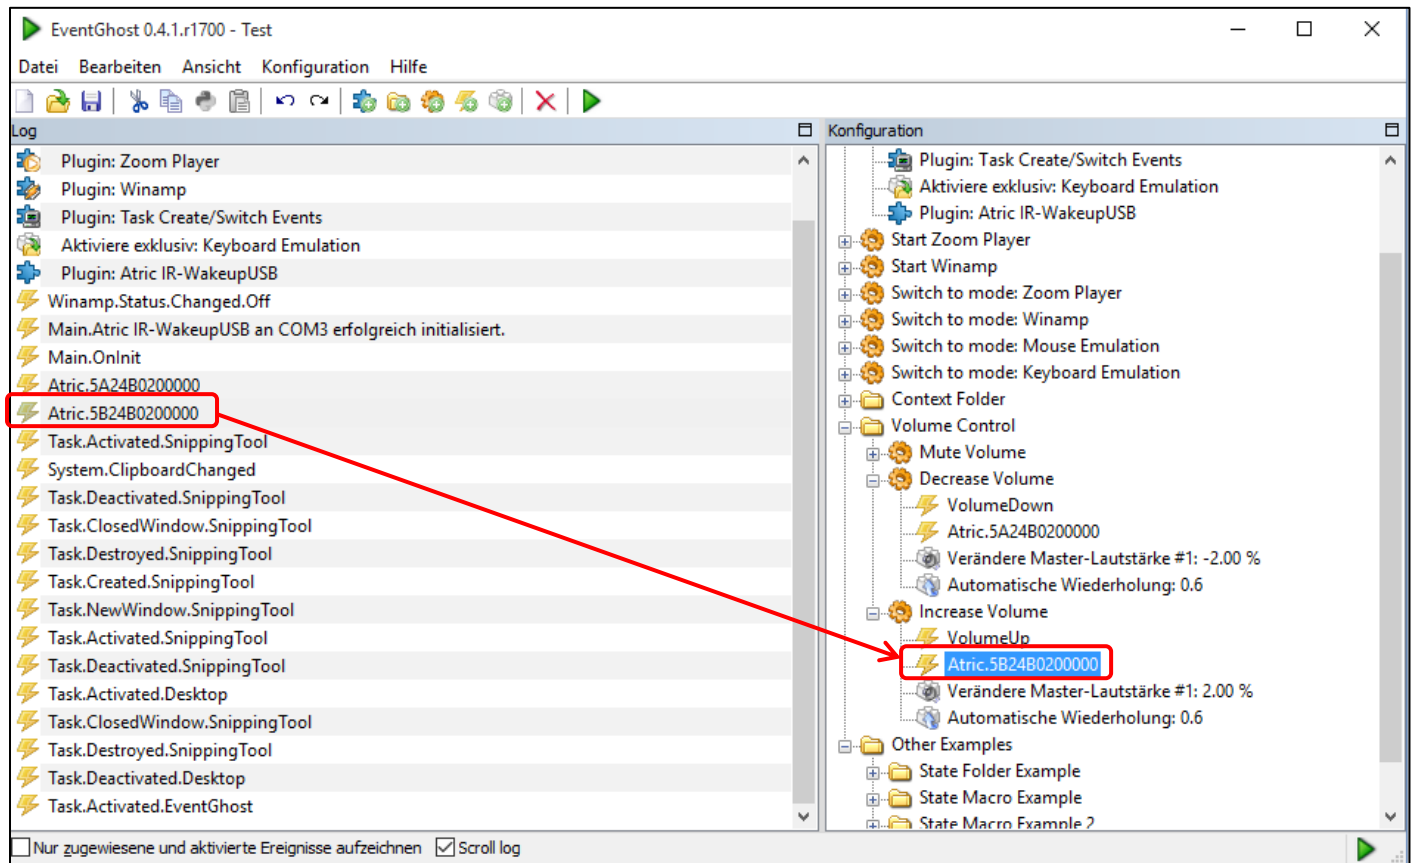 EventGhost 0.4.1.r1700 - Test
Datei Bearbeiten Ansicht Konfiguration Hilfe
Log
Plugin: Zoom Player
Plugin: Winamp
Plugin: Task Create/Switch Events
Aktiviere exklusiv: Keyboard Emulation
Plugin: Atric IR-WakeupUSB
Winamp.Status.Changed.Off
Main.Atric IR-WakeupUSB an COM3 erfolgreich initialisiert.
Main.OnInit
Atric.5A24B0200000
Atric.5B24B0200000
Task.Activated.SnippingTool
System.ClipboardChanged
Task.Deactivated.SnippingTool
Task.ClosedWindow.SnippingTool
Task.Destroyed.SnippingTool
Task.Created.SnippingTool
Task.NewWindow.SnippingTool
Task.Activated.SnippingTool
Task.Deactivated.SnippingTool
Task.Activated.Desktop
Task.ClosedWindow.SnippingTool
Task.Destroyed.SnippingTool
Task.Deactivated.Desktop
Task.Activated.EventGhost
Konfiguration
Plugin: Task Create/Switch Events
Aktiviere exklusiv: Keyboard Emulation
Plugin: Atric IR-WakeupUSB
Start Zoom Player
Start Winamp
Switch to mode: Zoom Player
Switch to mode: Winamp
Switch to mode: Mouse Emulation
Switch to mode: Keyboard Emulation
Context Folder
Volume Control
Mute Volume
Decrease Volume
VolumeDown
Atric.5A24B0200000
Verändere Master-Lautstärke #1: -2.00 %
Automatische Wiederholung: 0.6
Increase Volume
VolumeUp
Atric.5B24B0200000
Verändere Master-Lautstärke #1: 2.00 %
Automatische Wiederholung: 0.6
Other Examples
State Folder Example
State Macro Example
State Macro Example 2
Nur zugewiesene und aktivierte Ereignisse aufzeichnen
Scroll log